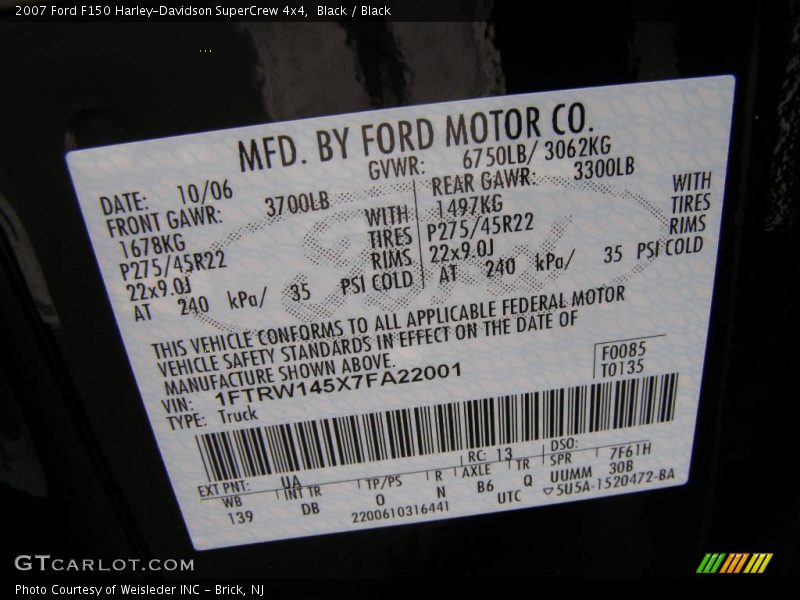 2007 Ford F150 Harley-Davidson SuperCrew 4x4, Black / Black
MFD. BY FORD MOTOR CO.
DATE: 10/06 GVWR: 6750LB/ 3062KG
FRONT GAWR: 3700LB REAR GAWR: 3300LB
1678KG WITH 1497KG WITH
P275/45R22 TIRES P275/45R22 TIRES
22x9.0J RIMS 22x9.0J RIMS
AT 240 kPa/ 35 PSI COLD AT 240 kPa/ 35 PSI COLD
THIS VEHICLE CONFORMS TO ALL APPLICABLE FEDERAL MOTOR
VEHICLE SAFETY STANDARDS IN EFFECT ON THE DATE OF
MANUFACTURE SHOWN ABOVE.
F0085
T0135
VIN: 1FTRW145X7FA22001
TYPE: Truck
EXT PNT: UA RC: 13 DSO:
WB INT TR TP/PS R AXLE TR SPR 7F61H
139 DB O N B6 Q UUMM 30B
2200610316441 UTC ▽5U5A-1520472-BA
GTCARLOT.COM
Photo Courtesy of Weisleder INC - Brick, NJ